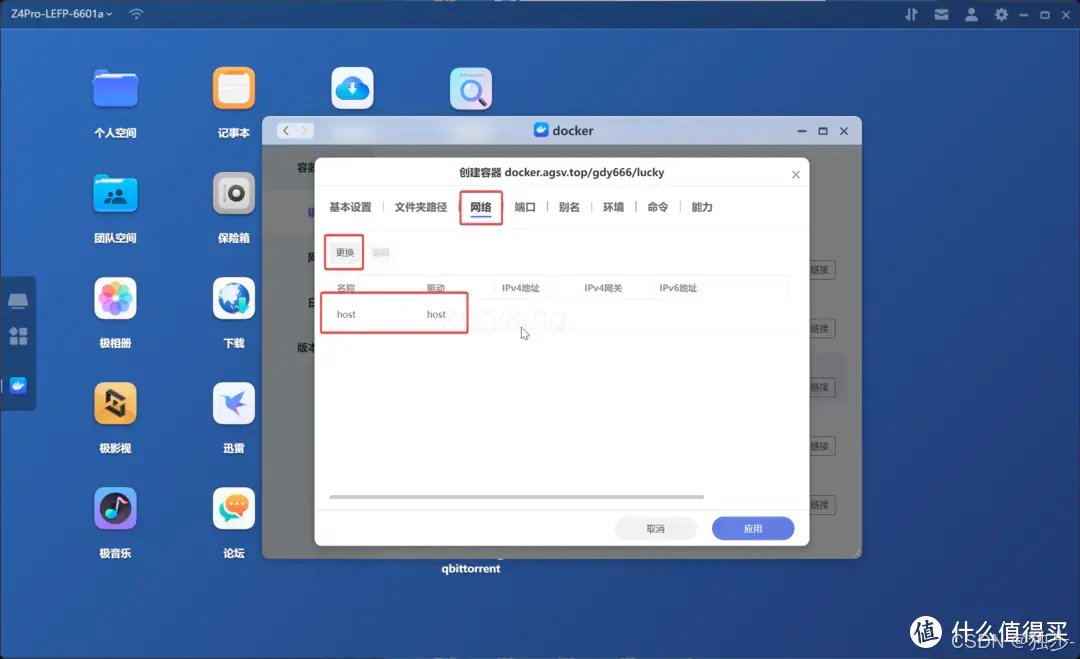 Z4Pro-LEFP-6601a
个人空间
记事本
docker
创建容器 docker.agsv.top/gdy666/lucky
基本设置 文件夹路径 网络 端口 别名 环境 命令 能力
团队空间
保险箱
更换 编辑
链接
名称 驱动 IPv4地址 IPv4网关 IPv6地址
host host
链接
极相册
下载
版本
链接
极影视
迅雷
链接
链接
取消 应用
极音乐
论坛
qbittorrent
值 什么值得买
CSDN @独步-